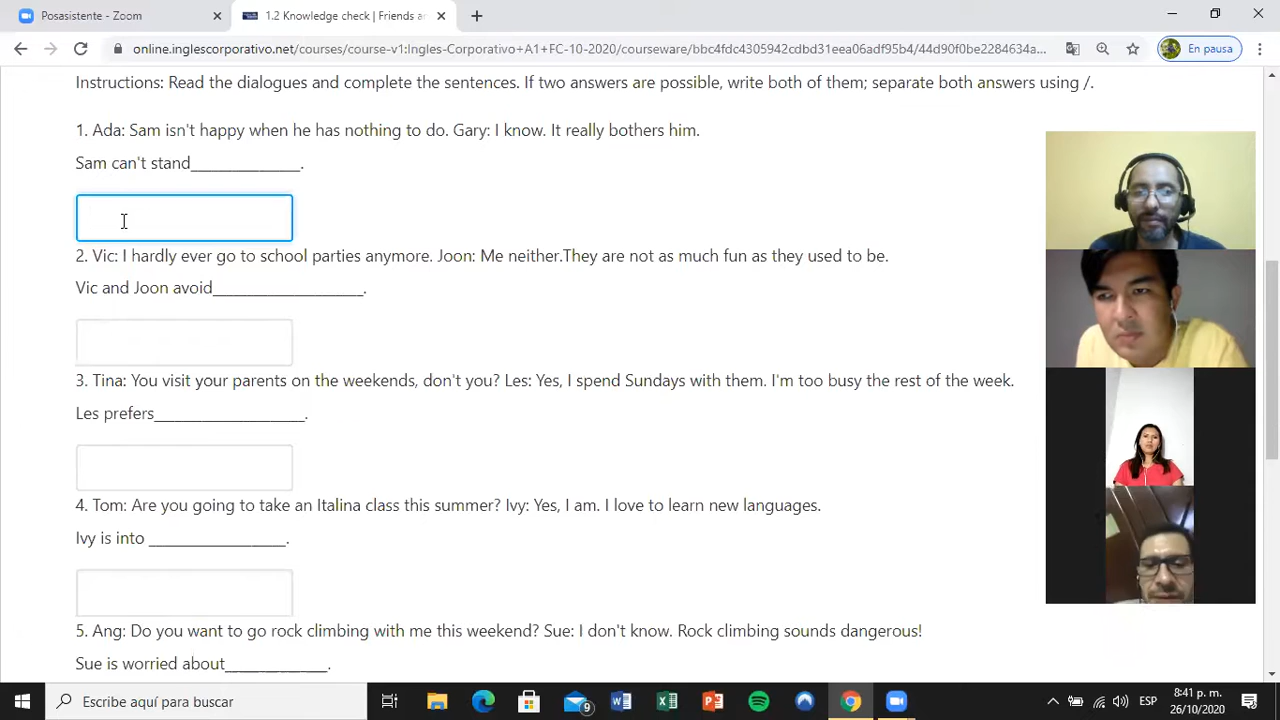 Posasistente - Zoom
1.2 Knowledge check | Friends an
online.inglescorporativo.net/courses/course-v1:Ingles-Corporativo+A1+FC-10-2020/courseware/bbc4fdc4305942cdbd31eea06adf95b4/44d90f0be2284634a...
En pausa
Instructions: Read the dialogues and complete the sentences. If two answers are possible, write both of them; separate both answers using /.
1. Ada: Sam isn't happy when he has nothing to do. Gary: I know. It really bothers him.
Sam can't stand______________.
2. Vic: I hardly ever go to school parties anymore. Joon: Me neither.They are not as much fun as they used to be.
Vic and Joon avoid___________________.
3. Tina: You visit your parents on the weekends, don't you? Les: Yes, I spend Sundays with them. I'm too busy the rest of the week.
Les prefers___________________.
4. Tom: Are you going to take an Italina class this summer? Ivy: Yes, I am. I love to learn new languages.
Ivy is into _________________.
5. Ang: Do you want to go rock climbing with me this weekend? Sue: I don't know. Rock climbing sounds dangerous!
Sue is worried about_____________.
Escribe aquí para buscar
9
ESP
8:41 p. m.
26/10/2020